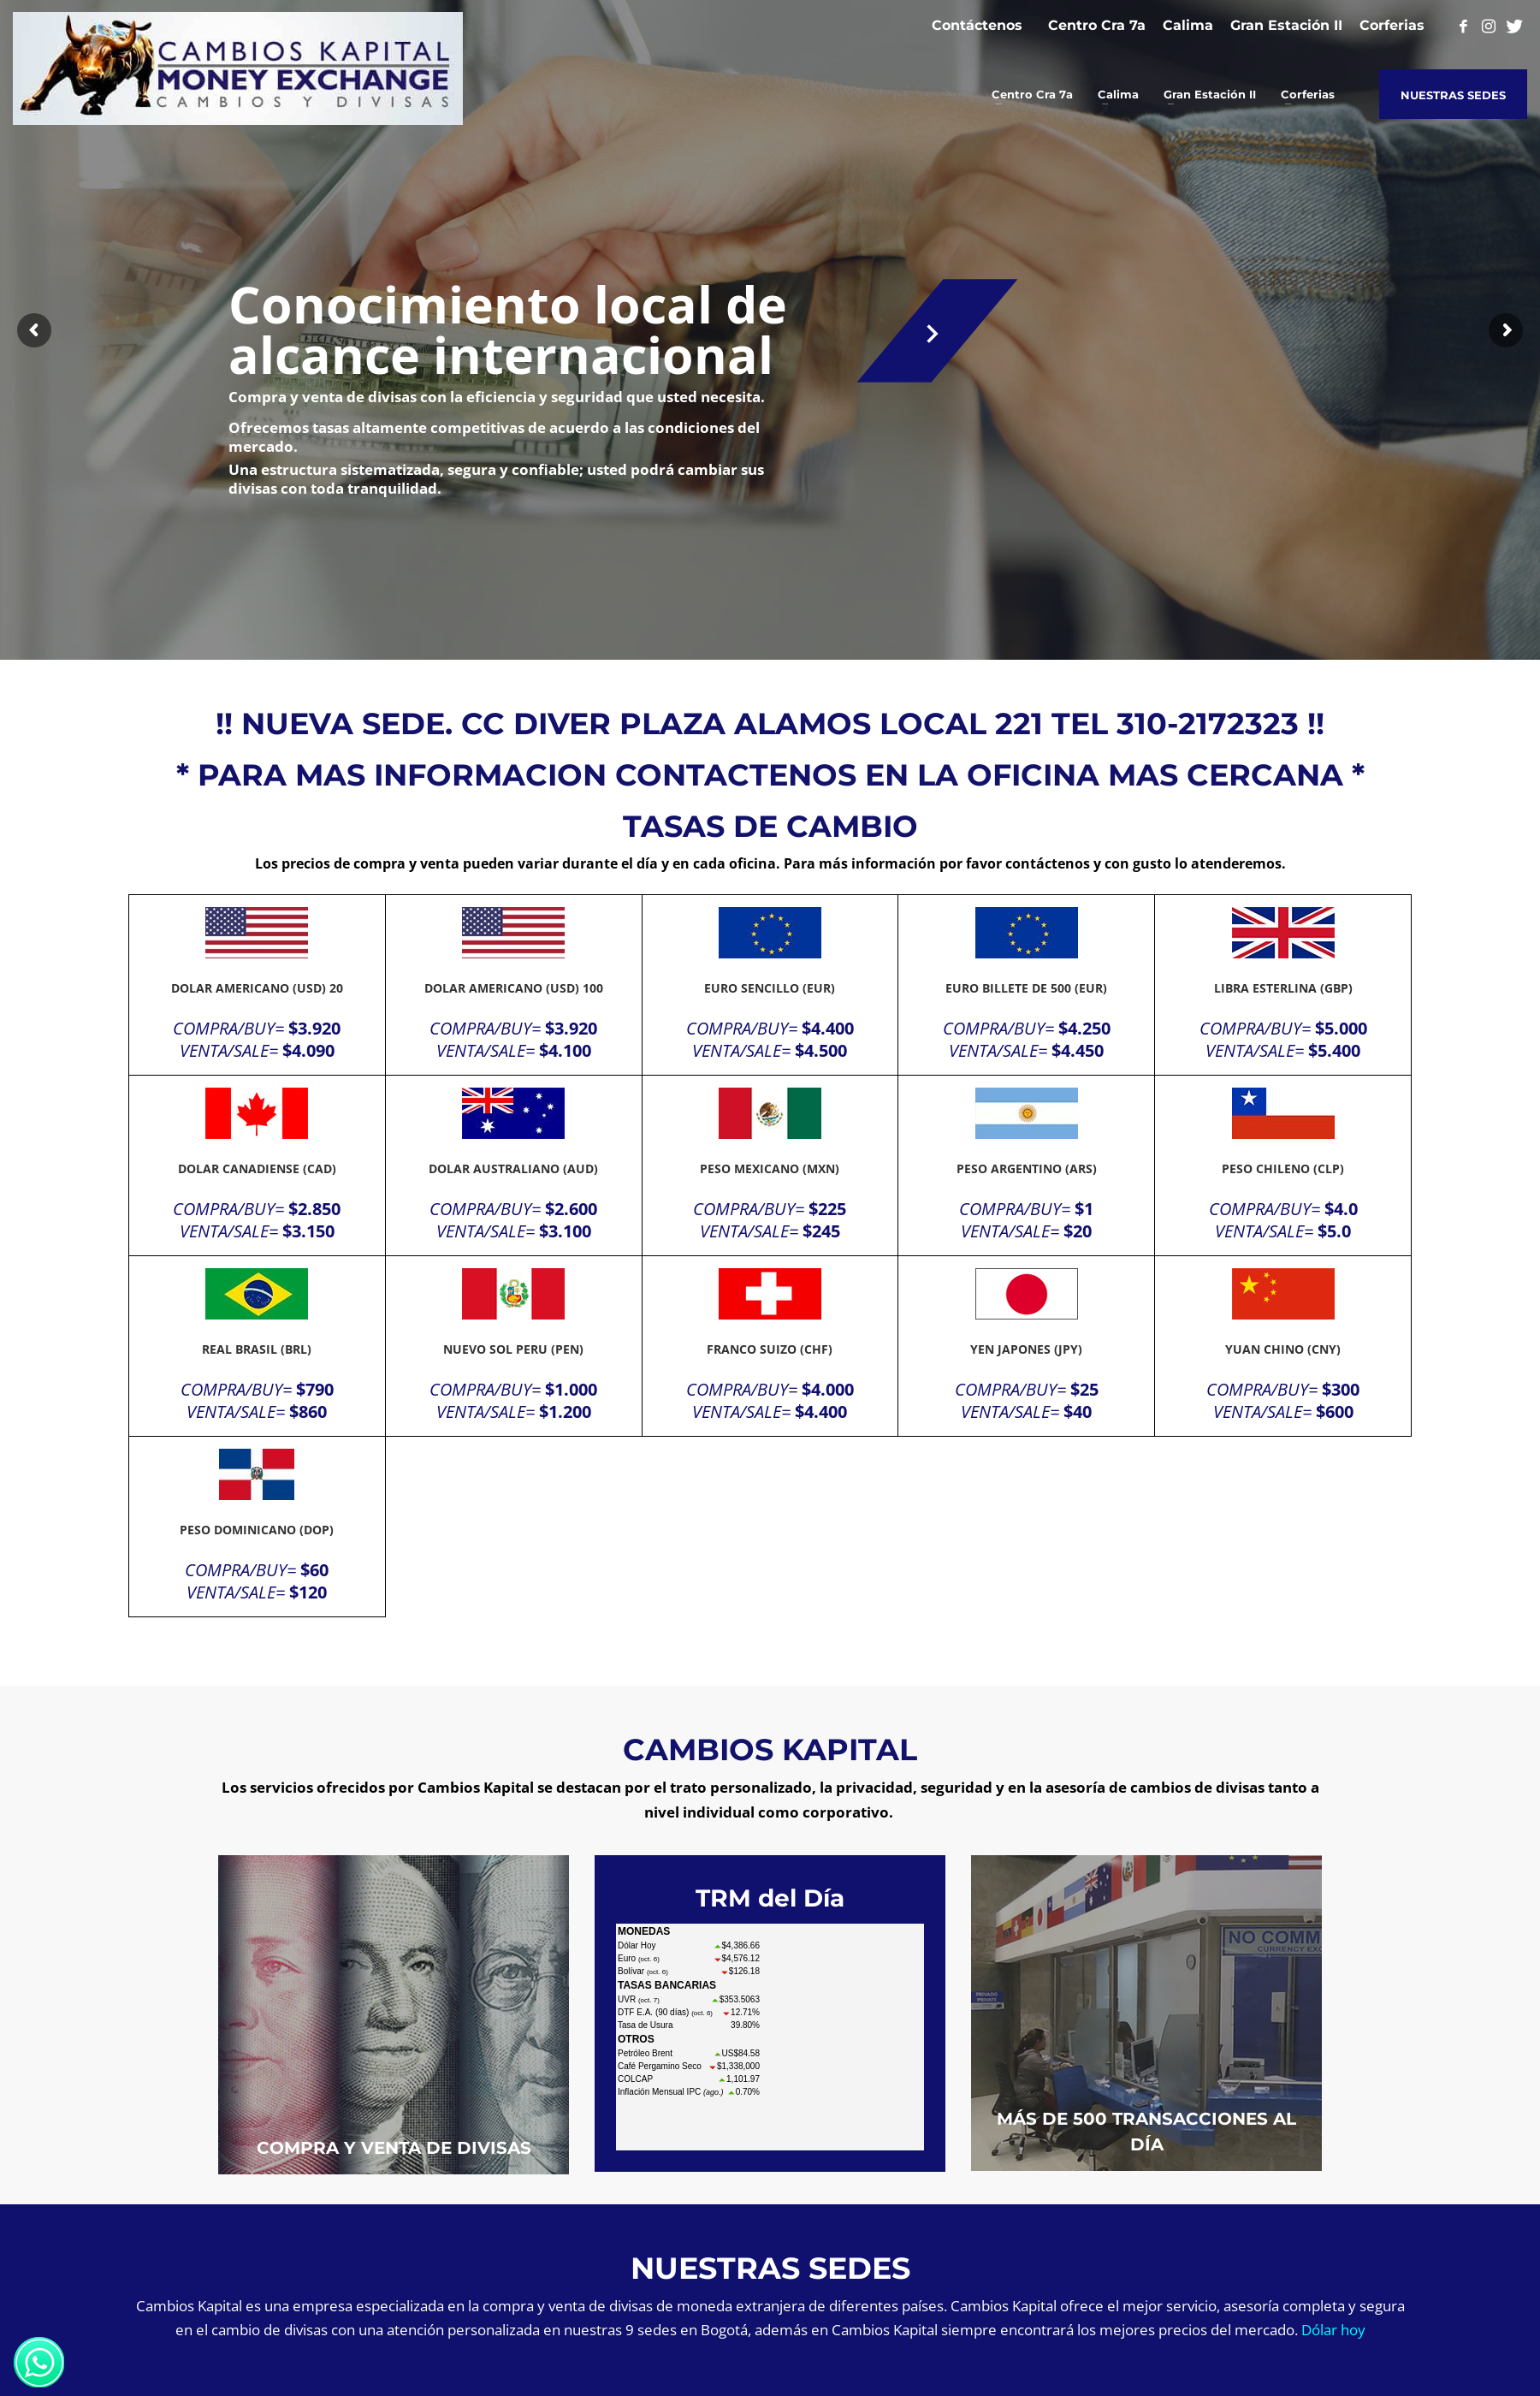 CAMBIOS KAPITAL
MONEY EXCHANGE
CAMBIOS Y DIVISAS
Contáctenos Centro Cra 7a Calima Gran Estación II Corferias
Centro Cra 7a Calima Gran Estación II Corferias NUESTRAS SEDES
Conocimiento local de
alcance internacional
Compra y venta de divisas con la eficiencia y seguridad que usted necesita.
Ofrecemos tasas altamente competitivas de acuerdo a las condiciones del
mercado.
Una estructura sistematizada, segura y confiable; usted podrá cambiar sus
divisas con toda tranquilidad.
!! NUEVA SEDE. CC DIVER PLAZA ALAMOS LOCAL 221 TEL 310-2172323 !!
* PARA MAS INFORMACION CONTACTENOS EN LA OFICINA MAS CERCANA *
TASAS DE CAMBIO
Los precios de compra y venta pueden variar durante el día y en cada oficina. Para más información por favor contáctenos y con gusto lo atenderemos.
DOLAR AMERICANO (USD) 20
COMPRA/BUY= $3.920
VENTA/SALE= $4.090
DOLAR AMERICANO (USD) 100
COMPRA/BUY= $3.920
VENTA/SALE= $4.100
EURO SENCILLO (EUR)
COMPRA/BUY= $4.400
VENTA/SALE= $4.500
EURO BILLETE DE 500 (EUR)
COMPRA/BUY= $4.250
VENTA/SALE= $4.450
LIBRA ESTERLINA (GBP)
COMPRA/BUY= $5.000
VENTA/SALE= $5.400
DOLAR CANADIENSE (CAD)
COMPRA/BUY= $2.850
VENTA/SALE= $3.150
DOLAR AUSTRALIANO (AUD)
COMPRA/BUY= $2.600
VENTA/SALE= $3.100
PESO MEXICANO (MXN)
COMPRA/BUY= $225
VENTA/SALE= $245
PESO ARGENTINO (ARS)
COMPRA/BUY= $1
VENTA/SALE= $20
PESO CHILENO (CLP)
COMPRA/BUY= $4.0
VENTA/SALE= $5.0
REAL BRASIL (BRL)
COMPRA/BUY= $790
VENTA/SALE= $860
NUEVO SOL PERU (PEN)
COMPRA/BUY= $1.000
VENTA/SALE= $1.200
FRANCO SUIZO (CHF)
COMPRA/BUY= $4.000
VENTA/SALE= $4.400
YEN JAPONES (JPY)
COMPRA/BUY= $25
VENTA/SALE= $40
YUAN CHINO (CNY)
COMPRA/BUY= $300
VENTA/SALE= $600
PESO DOMINICANO (DOP)
COMPRA/BUY= $60
VENTA/SALE= $120
CAMBIOS KAPITAL
Los servicios ofrecidos por Cambios Kapital se destacan por el trato personalizado, la privacidad, seguridad y en la asesoría de cambios de divisas tanto a
nivel individual como corporativo.
COMPRA Y VENTA DE DIVISAS
TRM del Día
MONEDAS
Dólar Hoy $4,386.66
Euro (oct. 6) $4,576.12
Bolívar (oct. 6) $126.18
TASAS BANCARIAS
UVR (oct. 7) $353.5063
DTF E.A. (90 días) (oct. 6) 12.71%
Tasa de Usura 39.80%
OTROS
Petróleo Brent US$84.58
Café Pergamino Seco $1,338,000
COLCAP 1,101.97
Inflación Mensual IPC (ago.) 0.70%
NO COMM
CURRENCY EXC
PRIVADO
MÁS DE 500 TRANSACCIONES AL
DÍA
NUESTRAS SEDES
Cambios Kapital es una empresa especializada en la compra y venta de divisas de moneda extranjera de diferentes países. Cambios Kapital ofrece el mejor servicio, asesoría completa y segura
en el cambio de divisas con una atención personalizada en nuestras 9 sedes en Bogotá, además en Cambios Kapital siempre encontrará los mejores precios del mercado. Dólar hoy